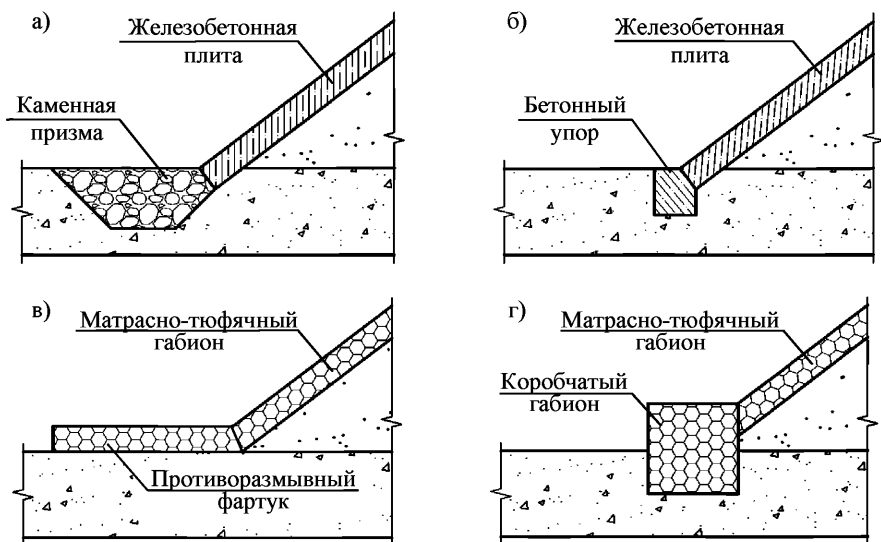 а)
Железобетонная
плита
Каменная
призма
б)
Железобетонная
плита
Бетонный
упор
в)
Матрасно-тюфячный
габион
Противоразмывный
фартук
г)
Матрасно-тюфячный
габион
Коробчатый
габион